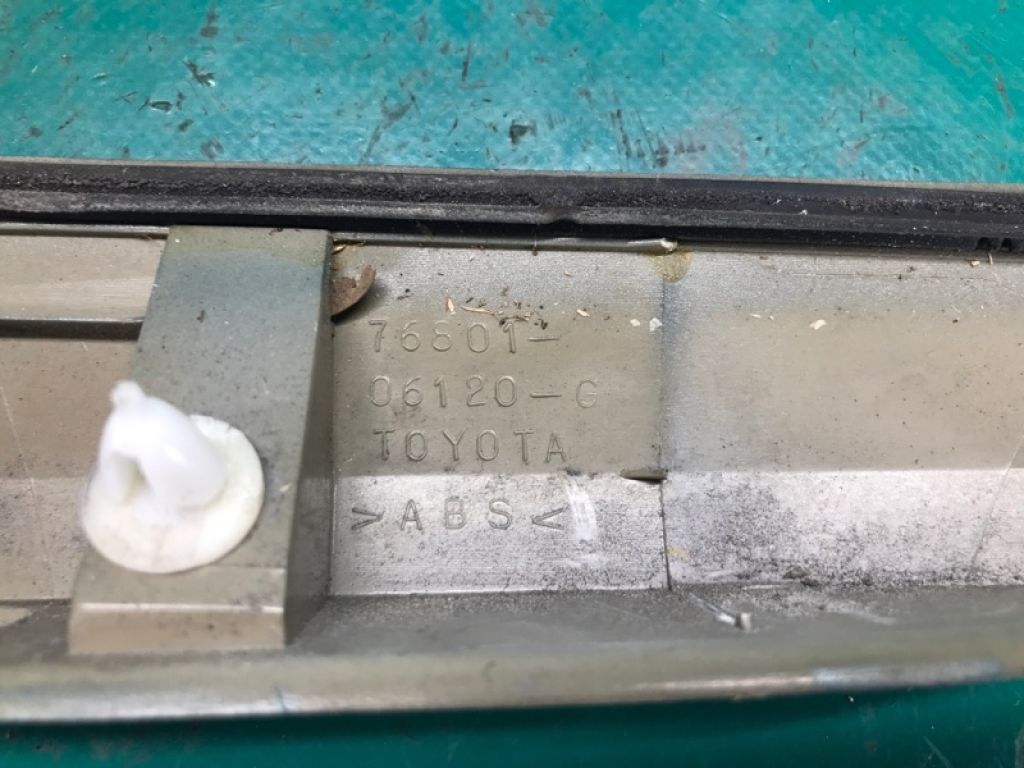 76801-
06120-G
TOYOTA
>ABS<